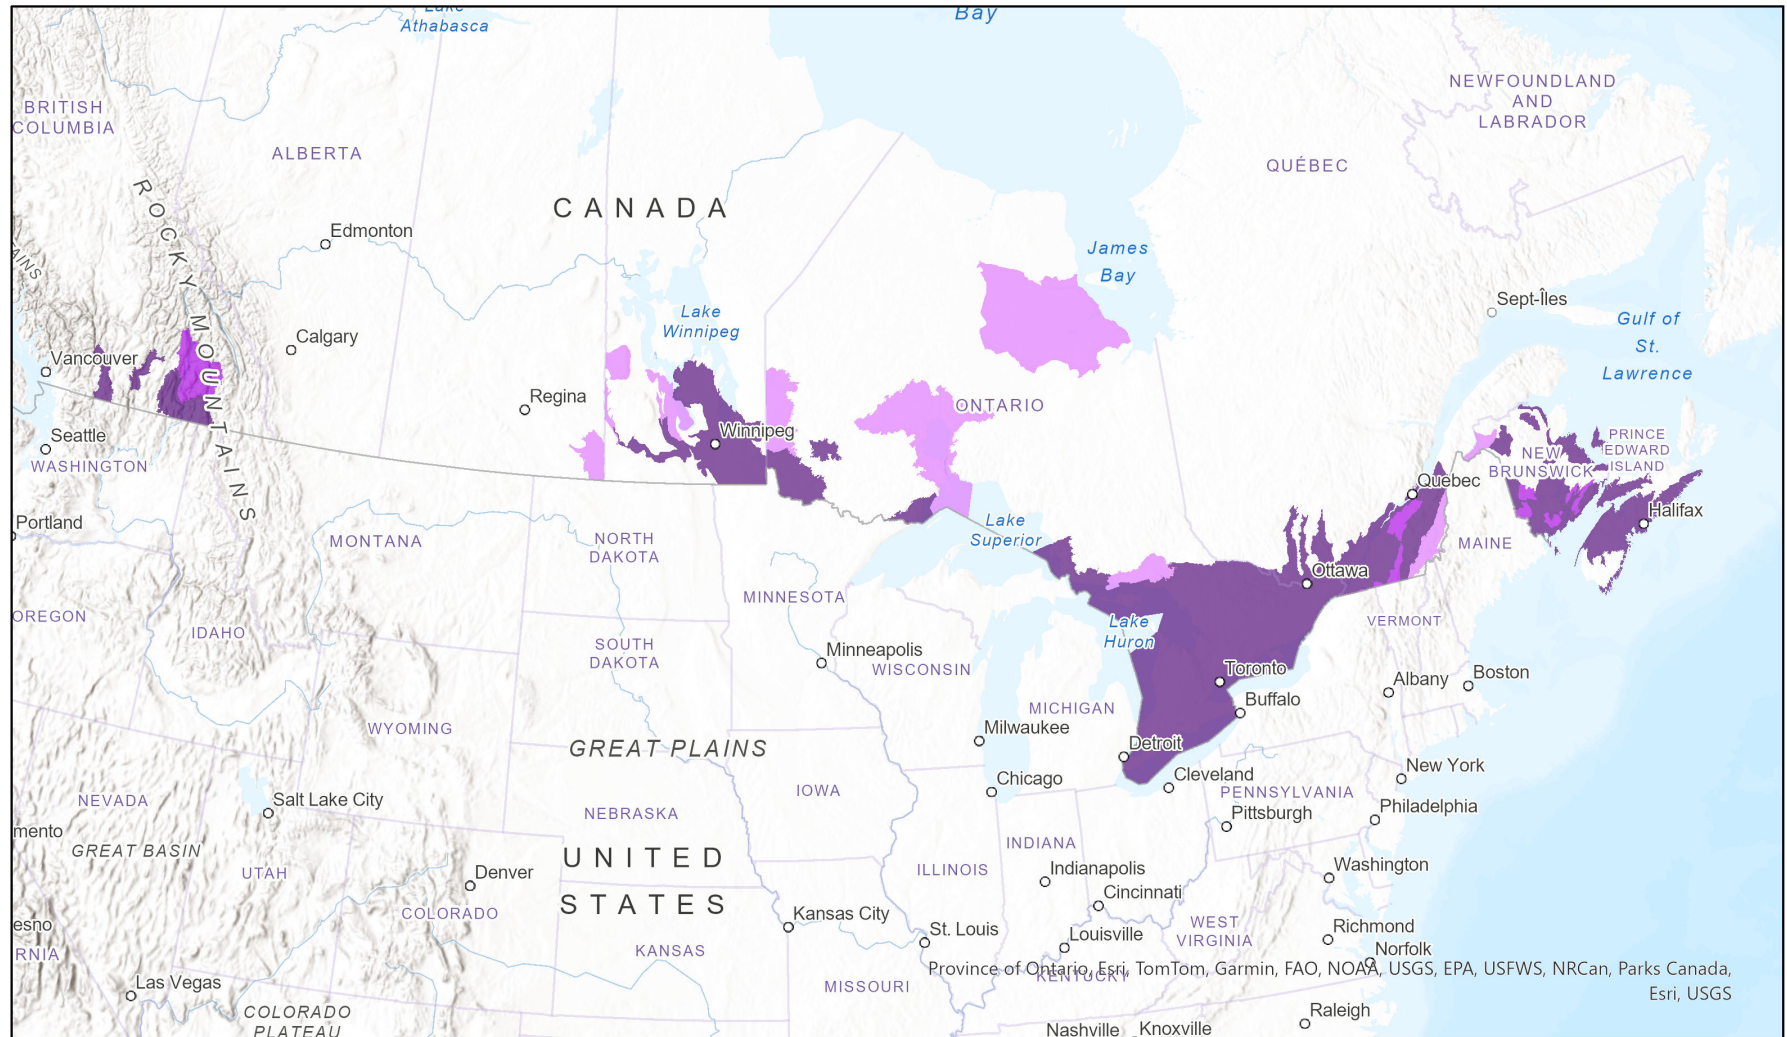 Lake
Athabasca
Bay
BRITISH
COLUMBIA
ALBERTA
NEWFOUNDLAND
AND
LABRADOR
QUÉBEC
CANADA
ROCKY MOUNTAINS
Edmonton
AINS
James
Bay
Sept-Îles
Lake
Winnipeg
Gulf of
St.
Lawrence
Calgary
Vancouver
Regina
ONTARIO
Winnipeg
Seattle
WASHINGTON
NEW
BRUNSWICK
PRINCE
EDWARD
ISLAND
Quebec
Halifax
Portland
MONTANA
NORTH
DAKOTA
Lake
Superior
MAINE
Ottawa
OREGON
IDAHO
MINNESOTA
Lake
Huron
VERMONT
SOUTH
DAKOTA
Minneapolis
WISCONSIN
Toronto
Albany
Boston
WYOMING
MICHIGAN
Buffalo
GREAT PLAINS
Milwaukee
Detroit
New York
Chicago
Cleveland
PENNSYLVANIA
NEVADA
Salt Lake City
NEBRASKA
IOWA
Pittsburgh
Philadelphia
mento
GREAT BASIN
UNITED
STATES
INDIANA
ILLINOIS
Indianapolis
Washington
UTAH
Denver
Cincinnati
COLORADO
Kansas City
St. Louis
WEST
VIRGINIA
Richmond
esno
RNIA
KANSAS
Louisville
Norfolk
KENTUCKY
Province of Ontario, Esri, TomTom, Garmin, FAO, NOAA, USGS, EPA, USFWS, NRCan, Parks Canada,
Esri, USGS
Las Vegas
MISSOURI
COLORADO
PLATEAU
Raleigh
Nashville
Knoxville